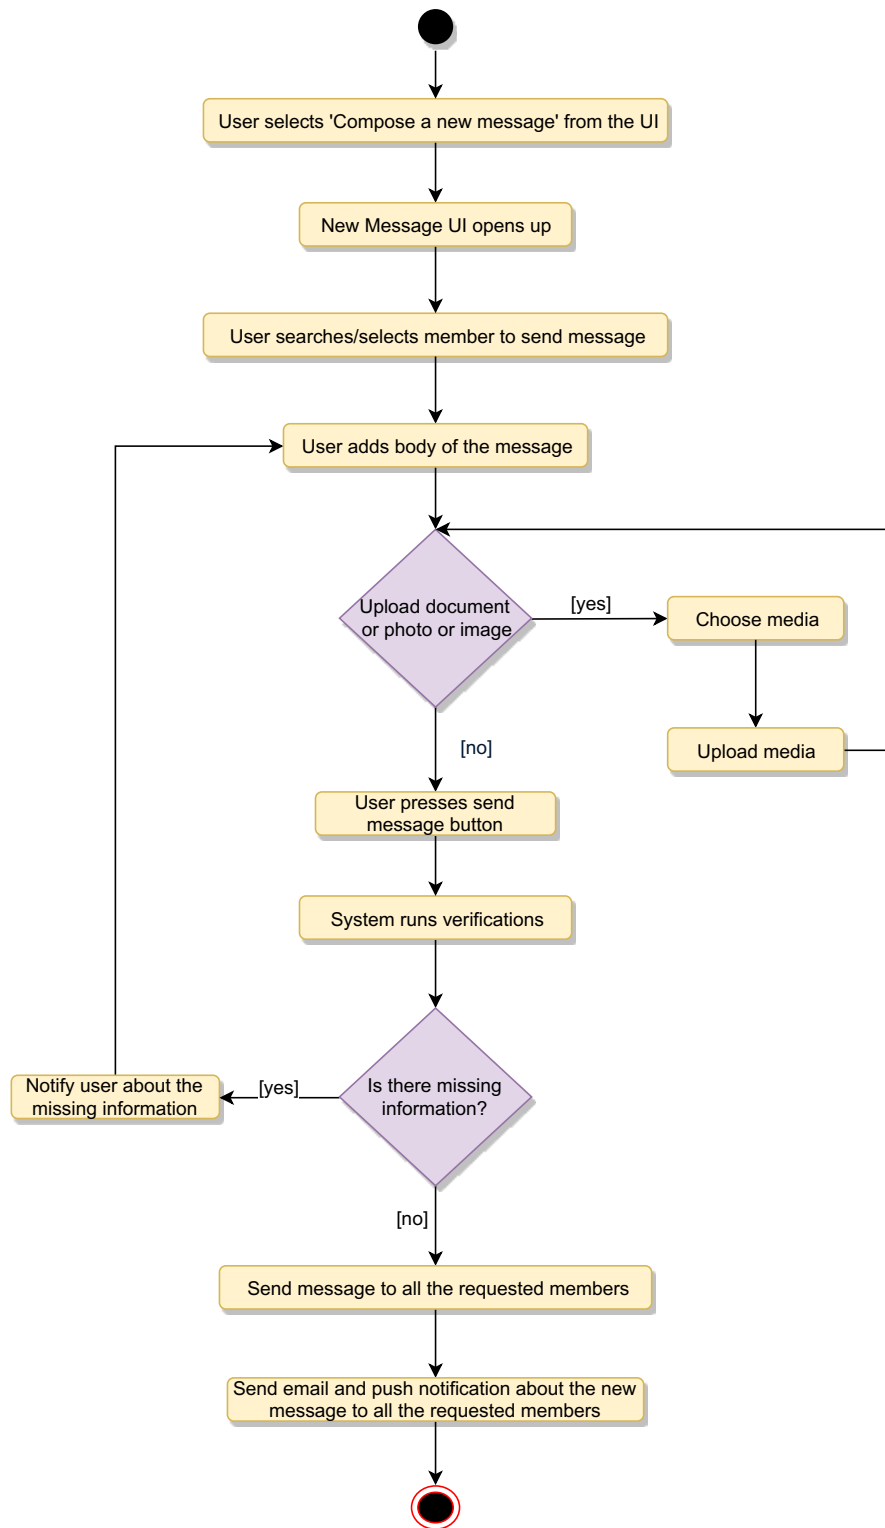 User selects 'Compose a new message' from the UI
New Message UI opens up
User searches/selects member to send message
User adds body of the message
Upload document
or photo or image
[yes]
Choose media
Upload media
[no]
User presses send
message button
System runs verifications
Is there missing
information?
[yes]
Notify user about the
missing information
[no]
Send message to all the requested members
Send email and push notification about the new
message to all the requested members